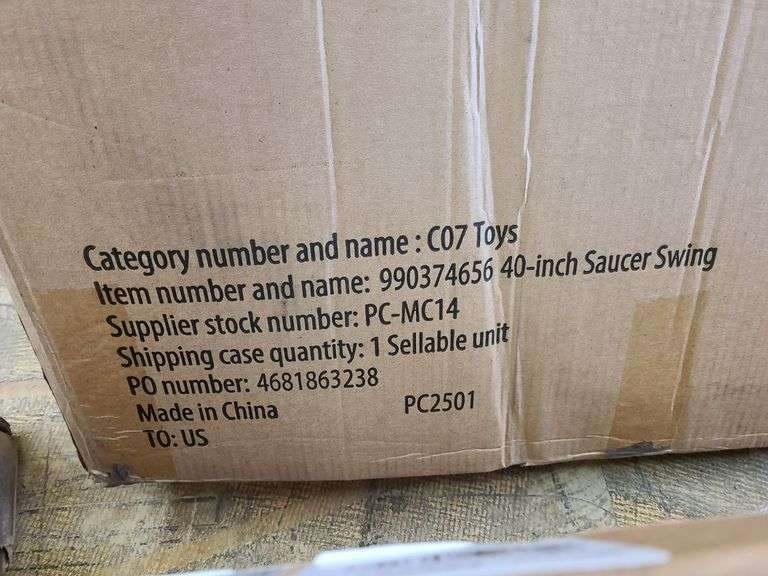 Category number and name : C07 Toys
Item number and name: 990374656 40-inch Saucer Swing
Supplier stock number: PC-MC14
Shipping case quantity: 1 Sellable unit
PO number: 4681863238
Made in China PC2501
TO: US